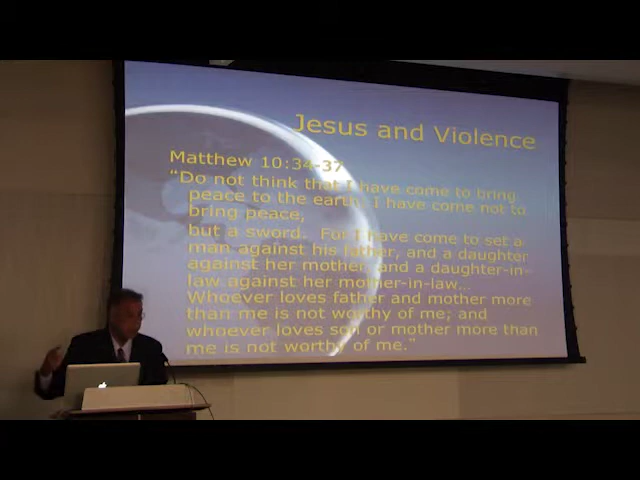 Jesus and Violence
Matthew 10:34-37
“Do not think that I have come to bring
peace to the earth. I have come not to
bring peace,
but a sword. For I have come to set a
man against his father, and a daughter
against her mother, and a daughter-in-
law against her mother-in-law…
Whoever loves father and mother more
than me is not worthy of me; and
whoever loves son or mother more than
me is not worthy of me.”